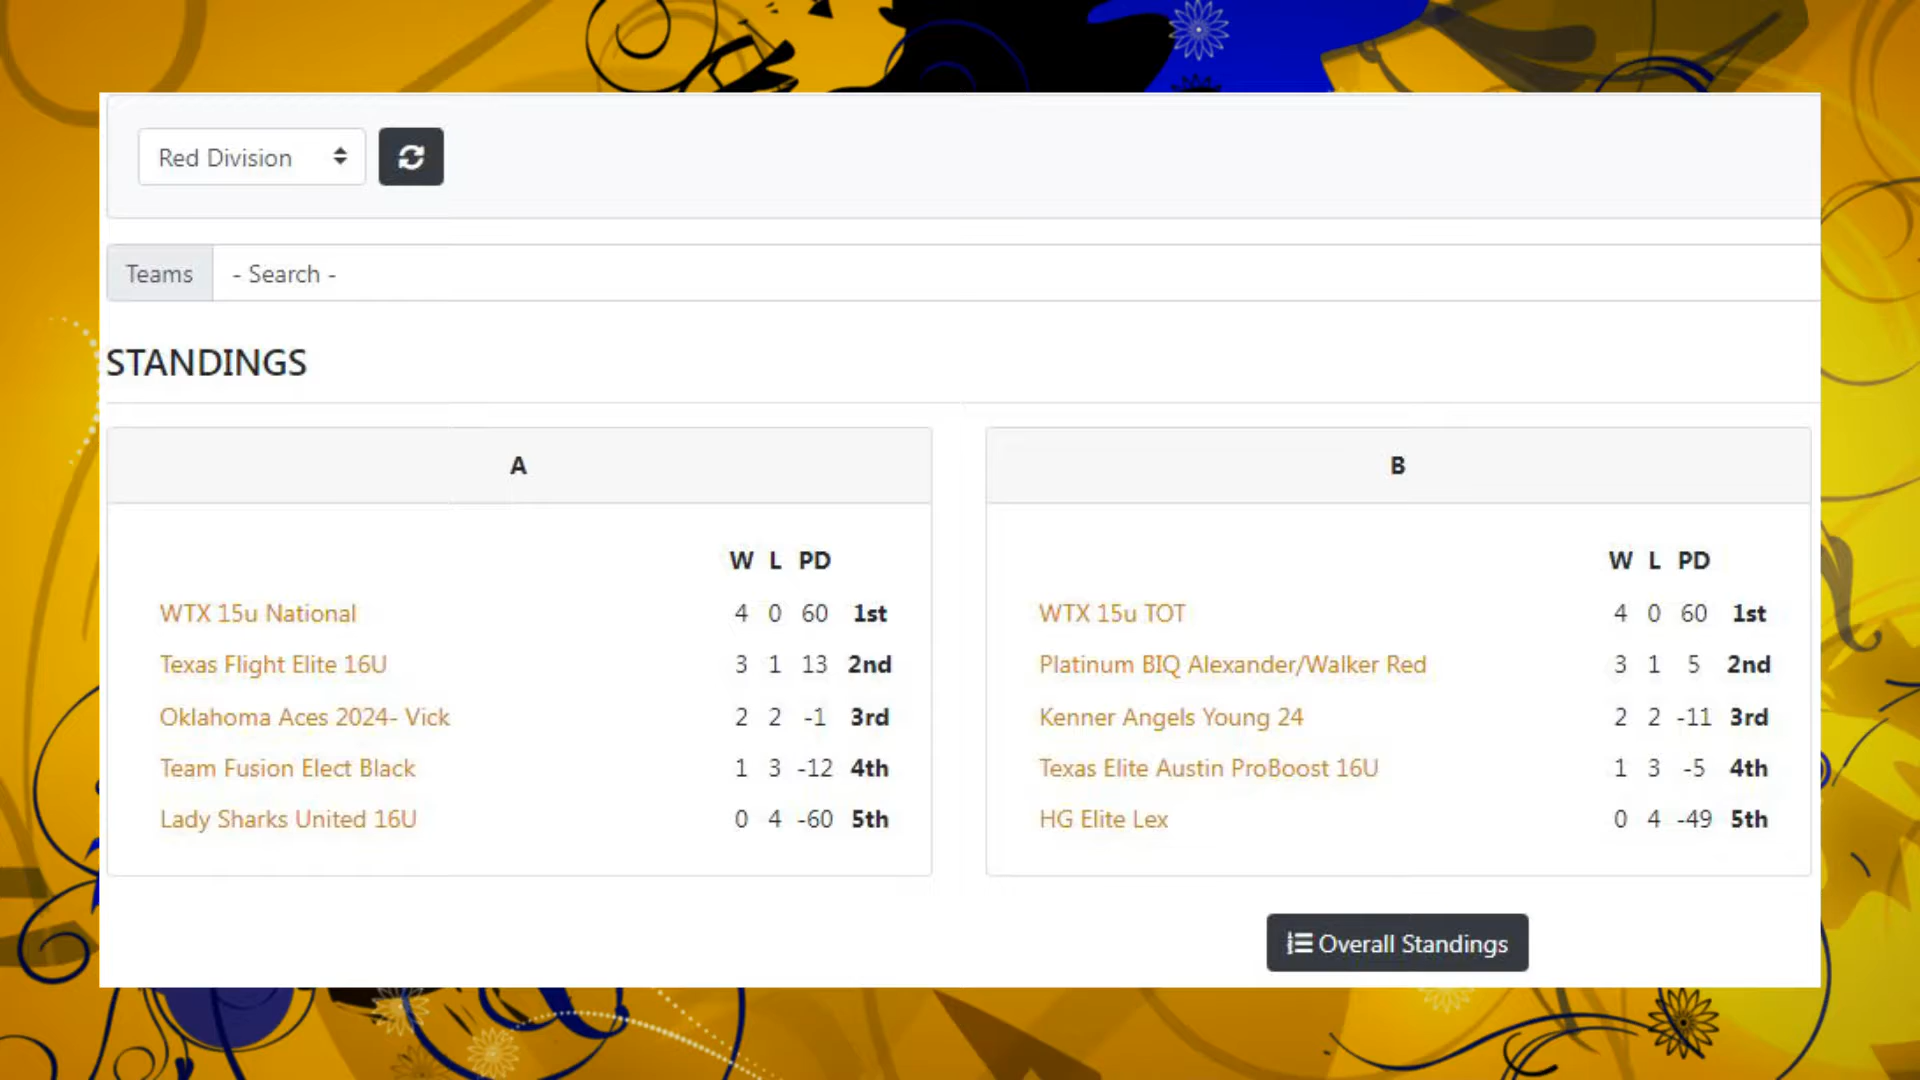 Red Division
Teams - Search -
STANDINGS
A
W L PD
WTX 15u National 4 0 60 1st
Texas Flight Elite 16U 3 1 13 2nd
Oklahoma Aces 2024- Vick 2 2 -1 3rd
Team Fusion Elect Black 1 3 -12 4th
Lady Sharks United 16U 0 4 -60 5th
B
W L PD
WTX 15u TOT 4 0 60 1st
Platinum BIQ Alexander/Walker Red 3 1 5 2nd
Kenner Angels Young 24 2 2 -11 3rd
Texas Elite Austin ProBoost 16U 1 3 -5 4th
HG Elite Lex 0 4 -49 5th
Overall Standings